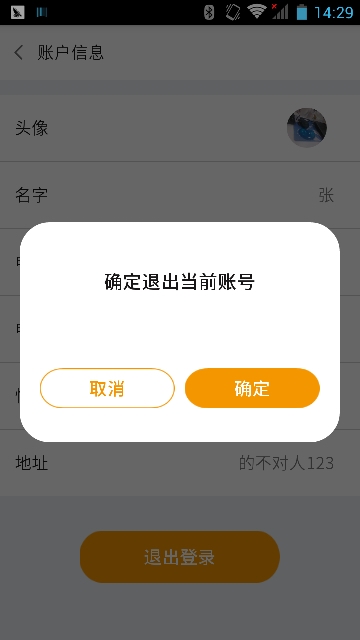 14:29
账户信息
头像
名字 张
确定退出当前账号
取消 确定
地址 的不对人123
退出登录